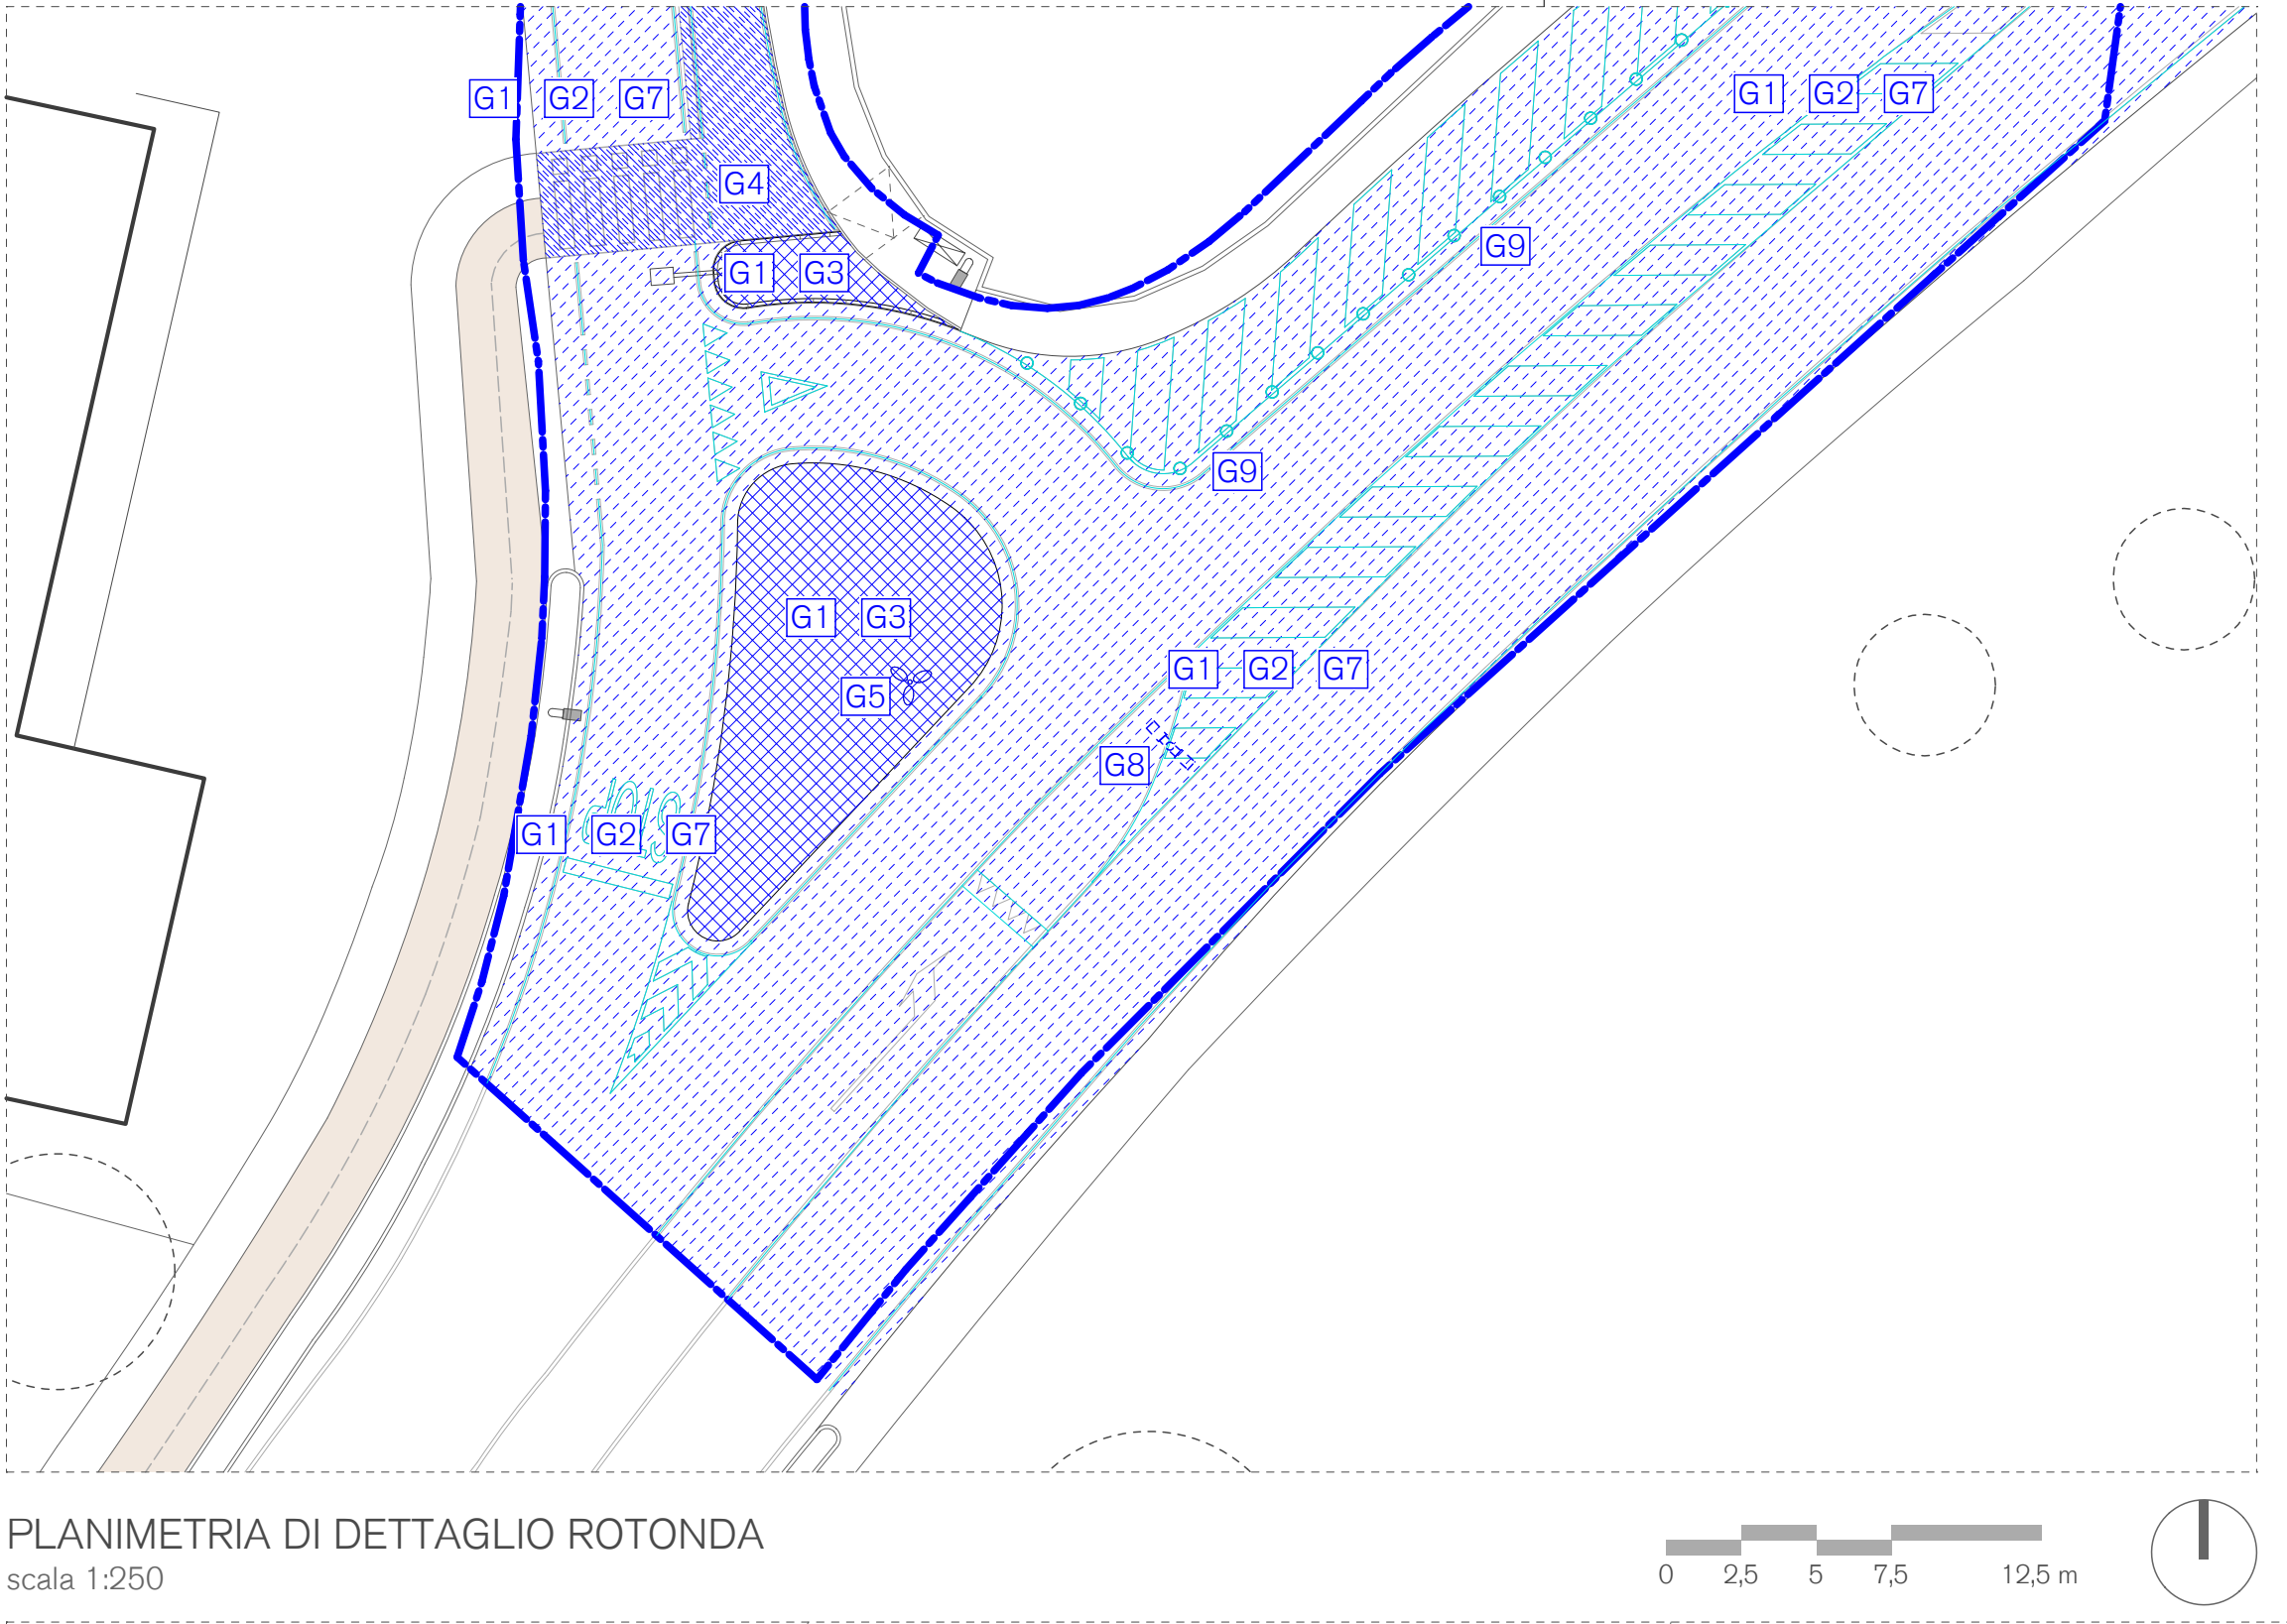 G1 G2 G7
G1 G2 G7
G4
G9
G1 G3
G9
G1 G3
G1 G2 G7
G5
G8
G1 G2 G7
PLANIMETRIA DI DETTAGLIO ROTONDA
scala 1:250
0 2,5 5 7,5 12,5 m